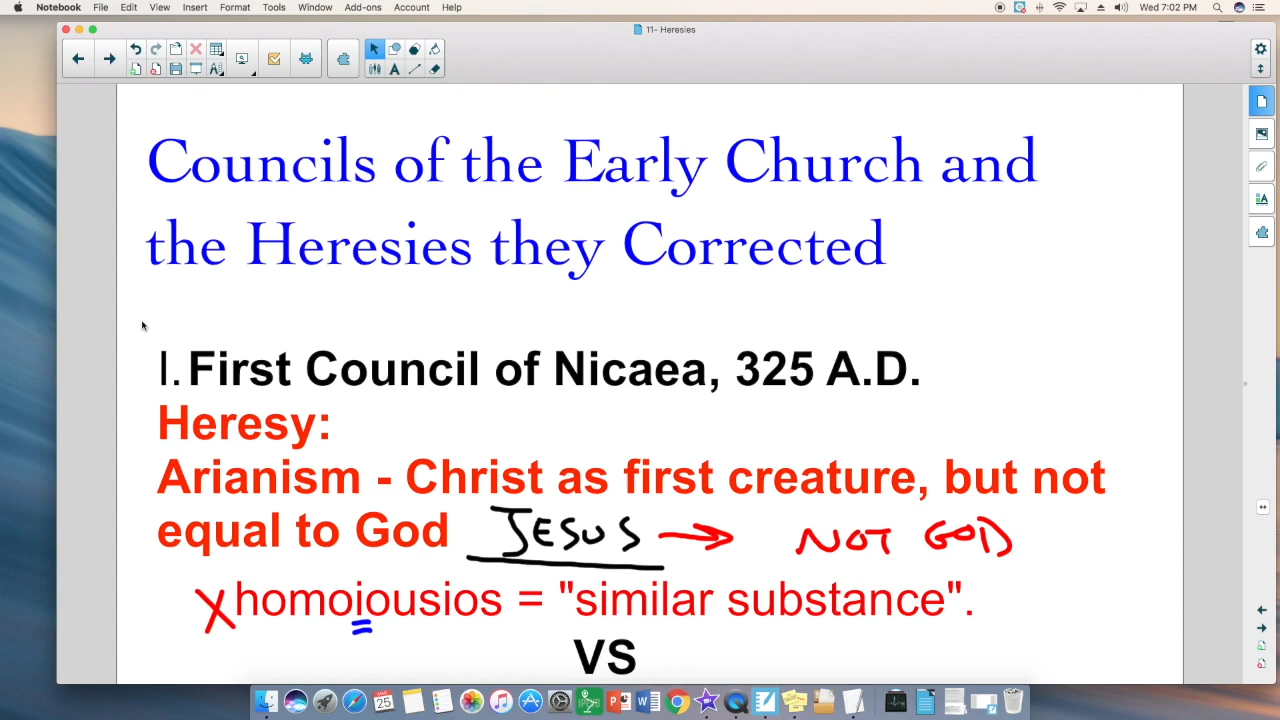 Notebook File Edit View Insert Format Tools Window Add-ons Account Help Wed 7:02 PM
11- Heresies
Councils of the Early Church and
the Heresies they Corrected
I. First Council of Nicaea, 325 A.D.
Heresy:
Arianism - Christ as first creature, but not
equal to God JESUS → NOT GOD
X homoiousios = "similar substance".
VS